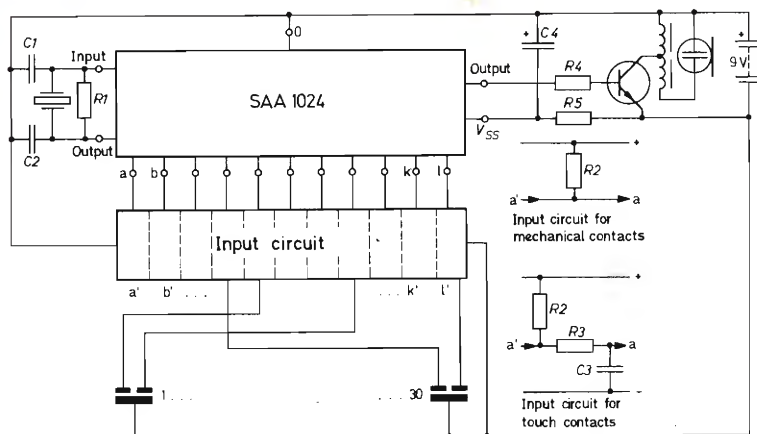 0
C1
Input
R1
C2
Output
SAA 1024
Output
VSS
C4
R4
R5
+
+
9 V
a b k l
Input circuit
a' b' ... ... k' l'
1 ... ... 30
+
R2
a' a
Input circuit for
mechanical contacts
+
R2
a' R3 a
C3
Input circuit for
touch contacts